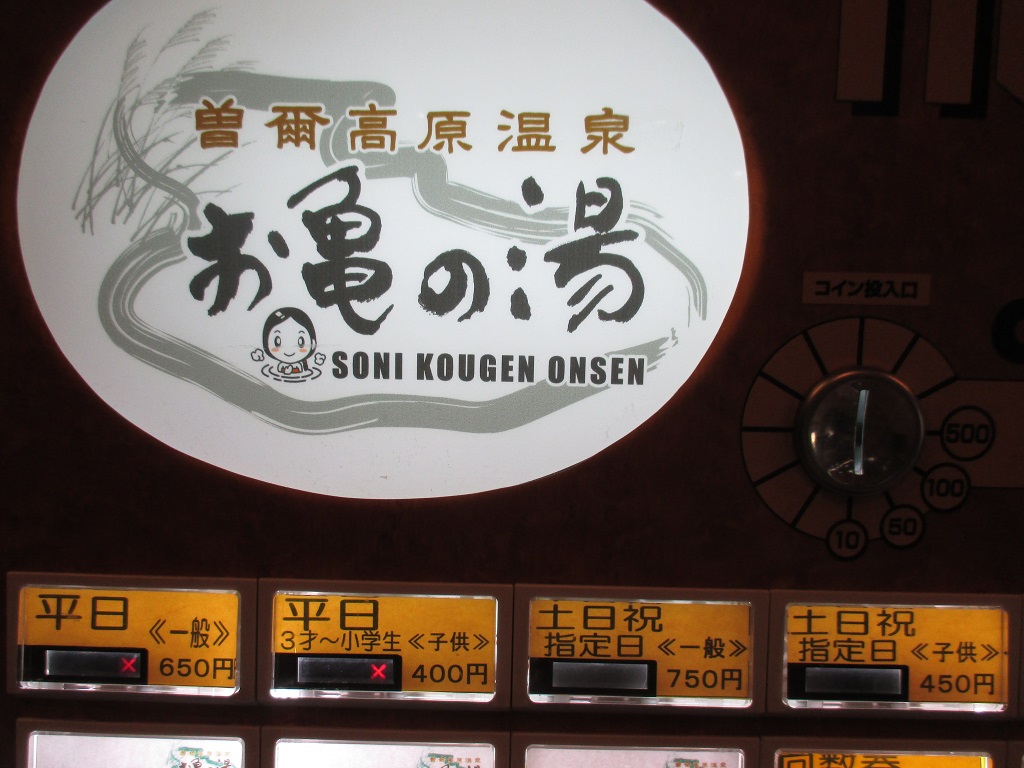 曽爾高原温泉
お亀の湯
SONI KOUGEN ONSEN
コイン投入口
500
100
50
10
平日
≪一般≫
650円
平日
3才～小学生 ≪子供≫
400円
土日祝
指定日 ≪一般≫
750円
土日祝
指定日 ≪子供≫
450円
回数券